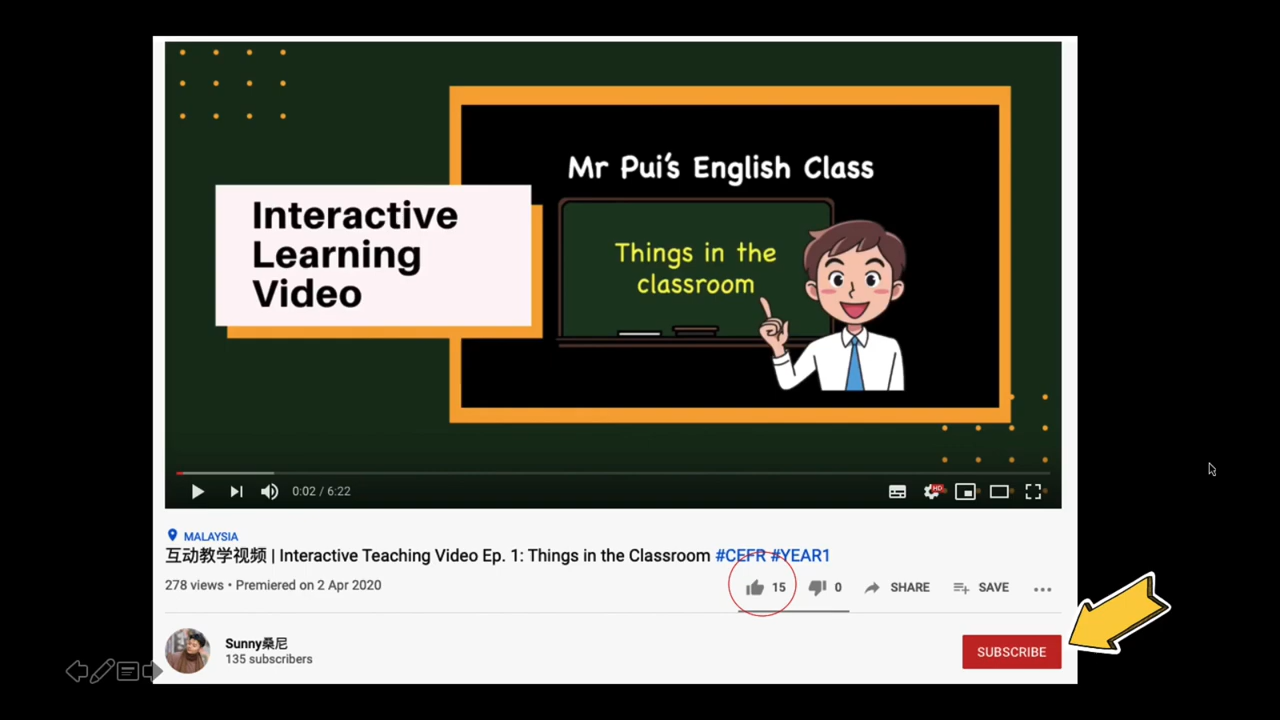 Mr Pui's English Class
Interactive
Learning
Video
Things in the
classroom
0:02 / 6:22
HD
MALAYSIA
互动教学视频 | Interactive Teaching Video Ep. 1: Things in the Classroom #CEFR #YEAR1
278 views • Premiered on 2 Apr 2020
15
0
SHARE
SAVE
Sunny桑尼
135 subscribers
SUBSCRIBE